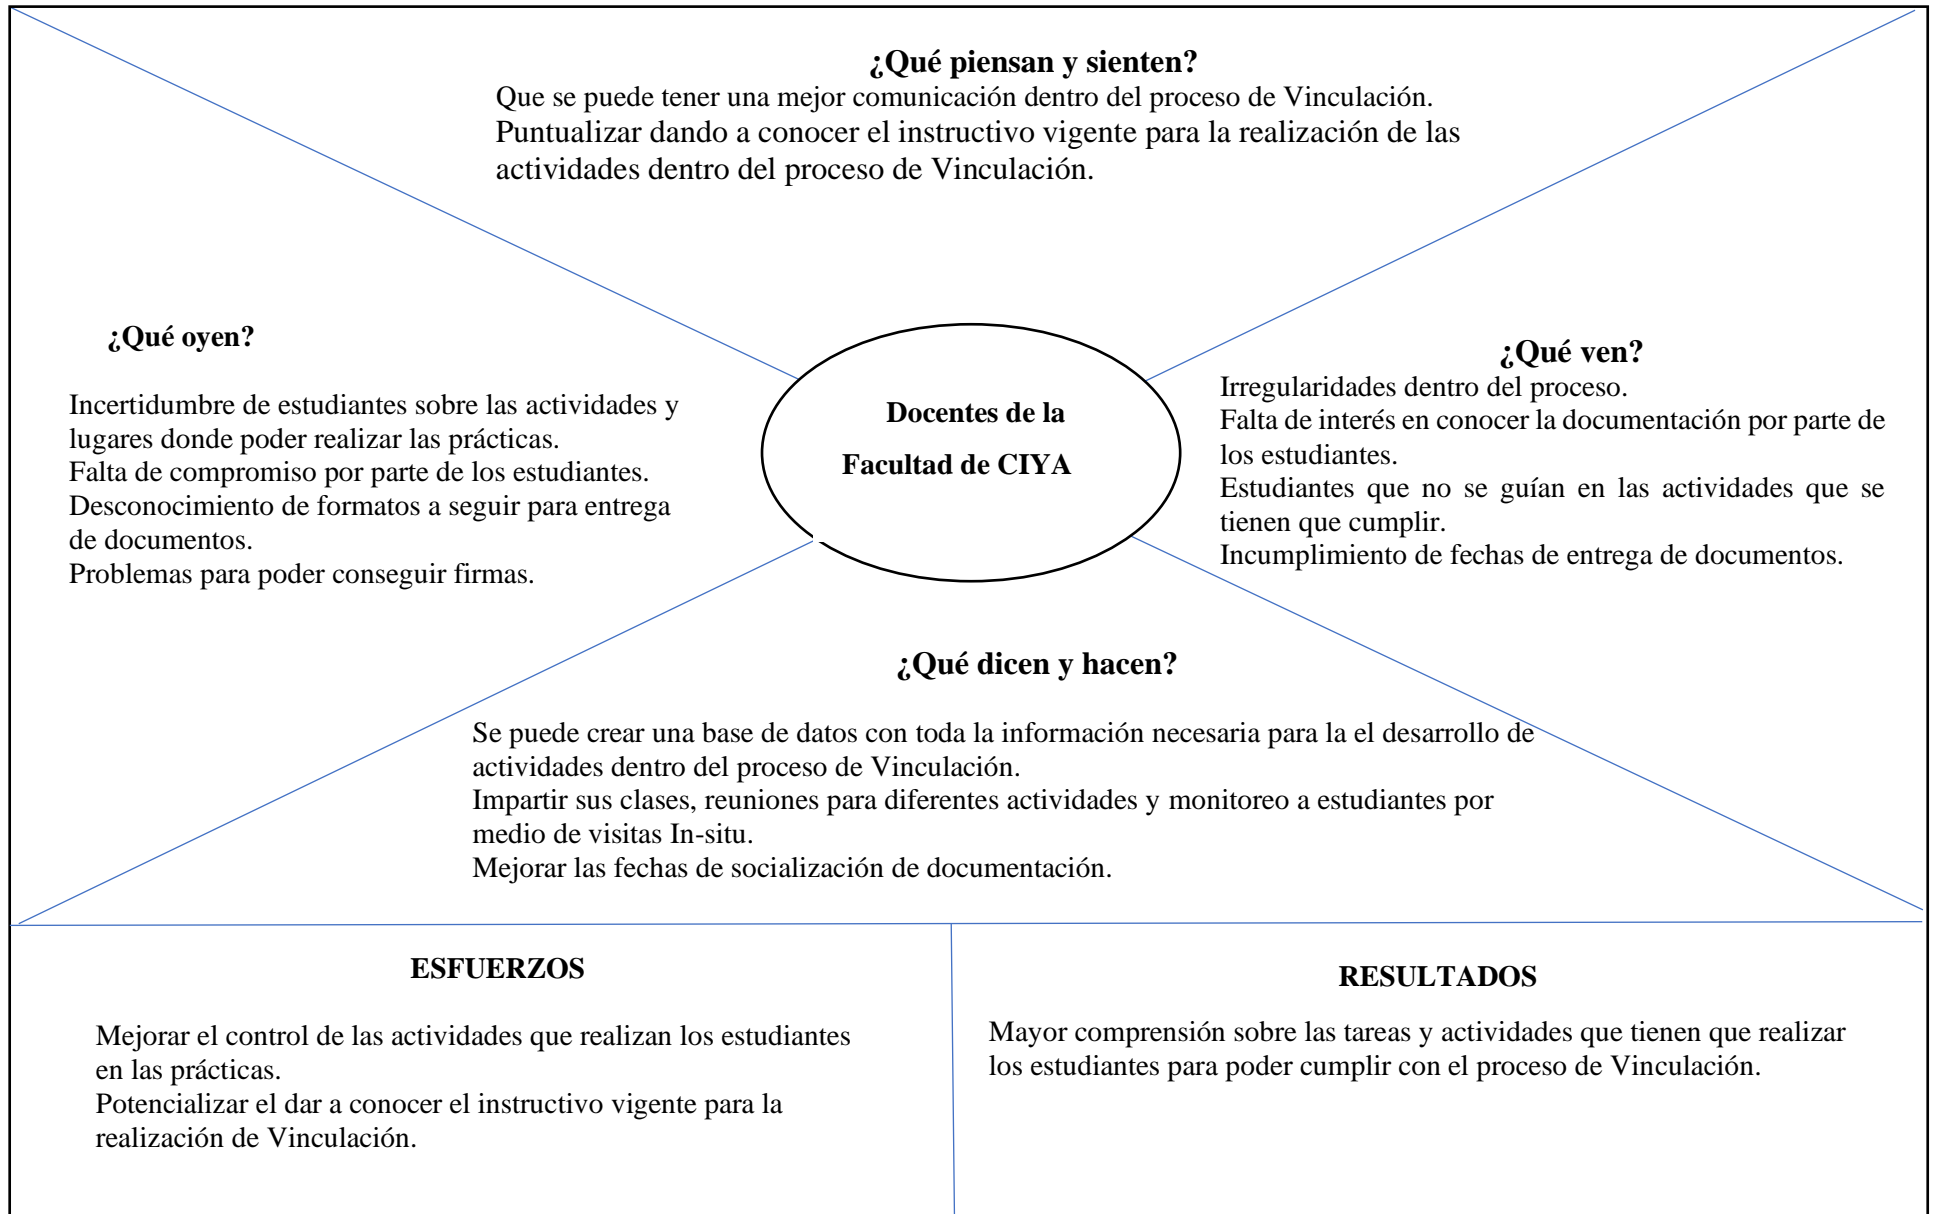 ¿Qué piensan y sienten?
Que se puede tener una mejor comunicación dentro del proceso de Vinculación.
Puntualizar dando a conocer el instructivo vigente para la realización de las
actividades dentro del proceso de Vinculación.
¿Qué oyen?
Incertidumbre de estudiantes sobre las actividades y
lugares donde poder realizar las prácticas.
Falta de compromiso por parte de los estudiantes.
Desconocimiento de formatos a seguir para entrega
de documentos.
Problemas para poder conseguir firmas.
Docentes de la
Facultad de CIYA
¿Qué ven?
Irregularidades dentro del proceso.
Falta de interés en conocer la documentación por parte de
los estudiantes.
Estudiantes que no se guían en las actividades que se
tienen que cumplir.
Incumplimiento de fechas de entrega de documentos.
¿Qué dicen y hacen?
Se puede crear una base de datos con toda la información necesaria para la el desarrollo de
actividades dentro del proceso de Vinculación.
Impartir sus clases, reuniones para diferentes actividades y monitoreo a estudiantes por
medio de visitas In-situ.
Mejorar las fechas de socialización de documentación.
ESFUERZOS
Mejorar el control de las actividades que realizan los estudiantes
en las prácticas.
Potencializar el dar a conocer el instructivo vigente para la
realización de Vinculación.
RESULTADOS
Mayor comprensión sobre las tareas y actividades que tienen que realizar
los estudiantes para poder cumplir con el proceso de Vinculación.